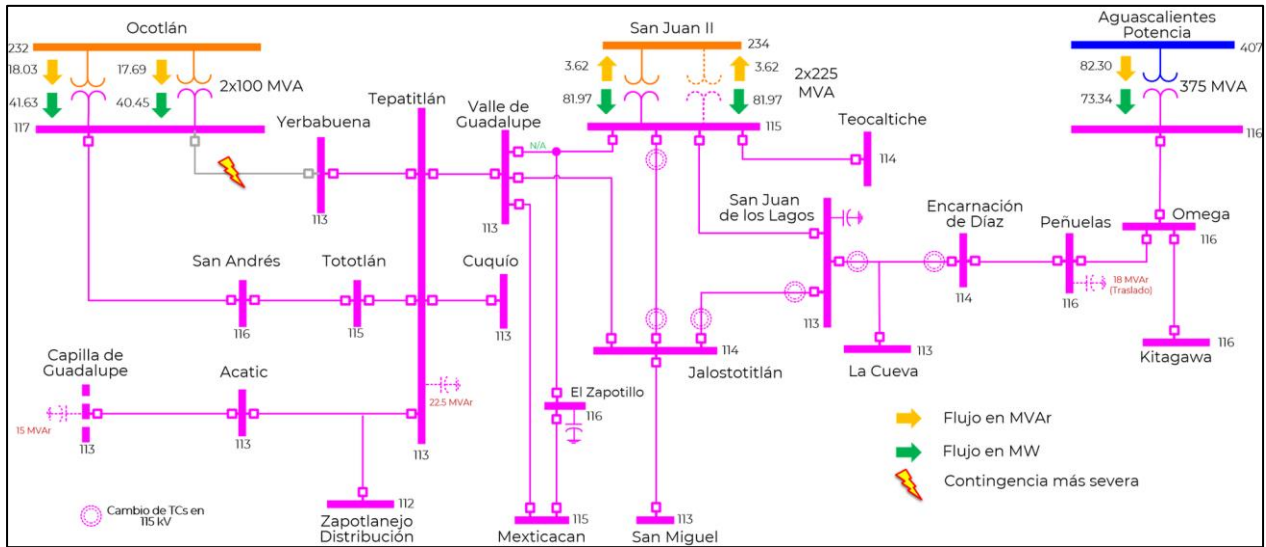 Ocotlán
San Juan II
Aguascalientes
Potencia
232
234
407
18.03
17.69
3.62
3.62
82.30
2x100 MVA
2x225
MVA
375 MVA
41.63
40.45
81.97
81.97
73.34
117
115
116
Tepatitlán
Valle de
Guadalupe
Yerbabuena
N/A
Teocaltiche
114
113
113
San Juan
de los Lagos
Encarnación
de Díaz
Peñuelas
Omega
116
San Andrés
Tototlán
Cuquío
18 MVAr
(Traslado)
116
115
113
113
114
116
114
Jalostotitlán
113
La Cueva
116
Kitagawa
Capilla de
Guadalupe
Acatic
22.5 MVAr
El Zapotillo
116
15 MVAr
113
113
113
Flujo en MVAr
Flujo en MW
Contingencia más severa
Cambio de TCs en
115 kV
112
Zapotlanejo
Distribución
115
Mexticacan
113
San Miguel